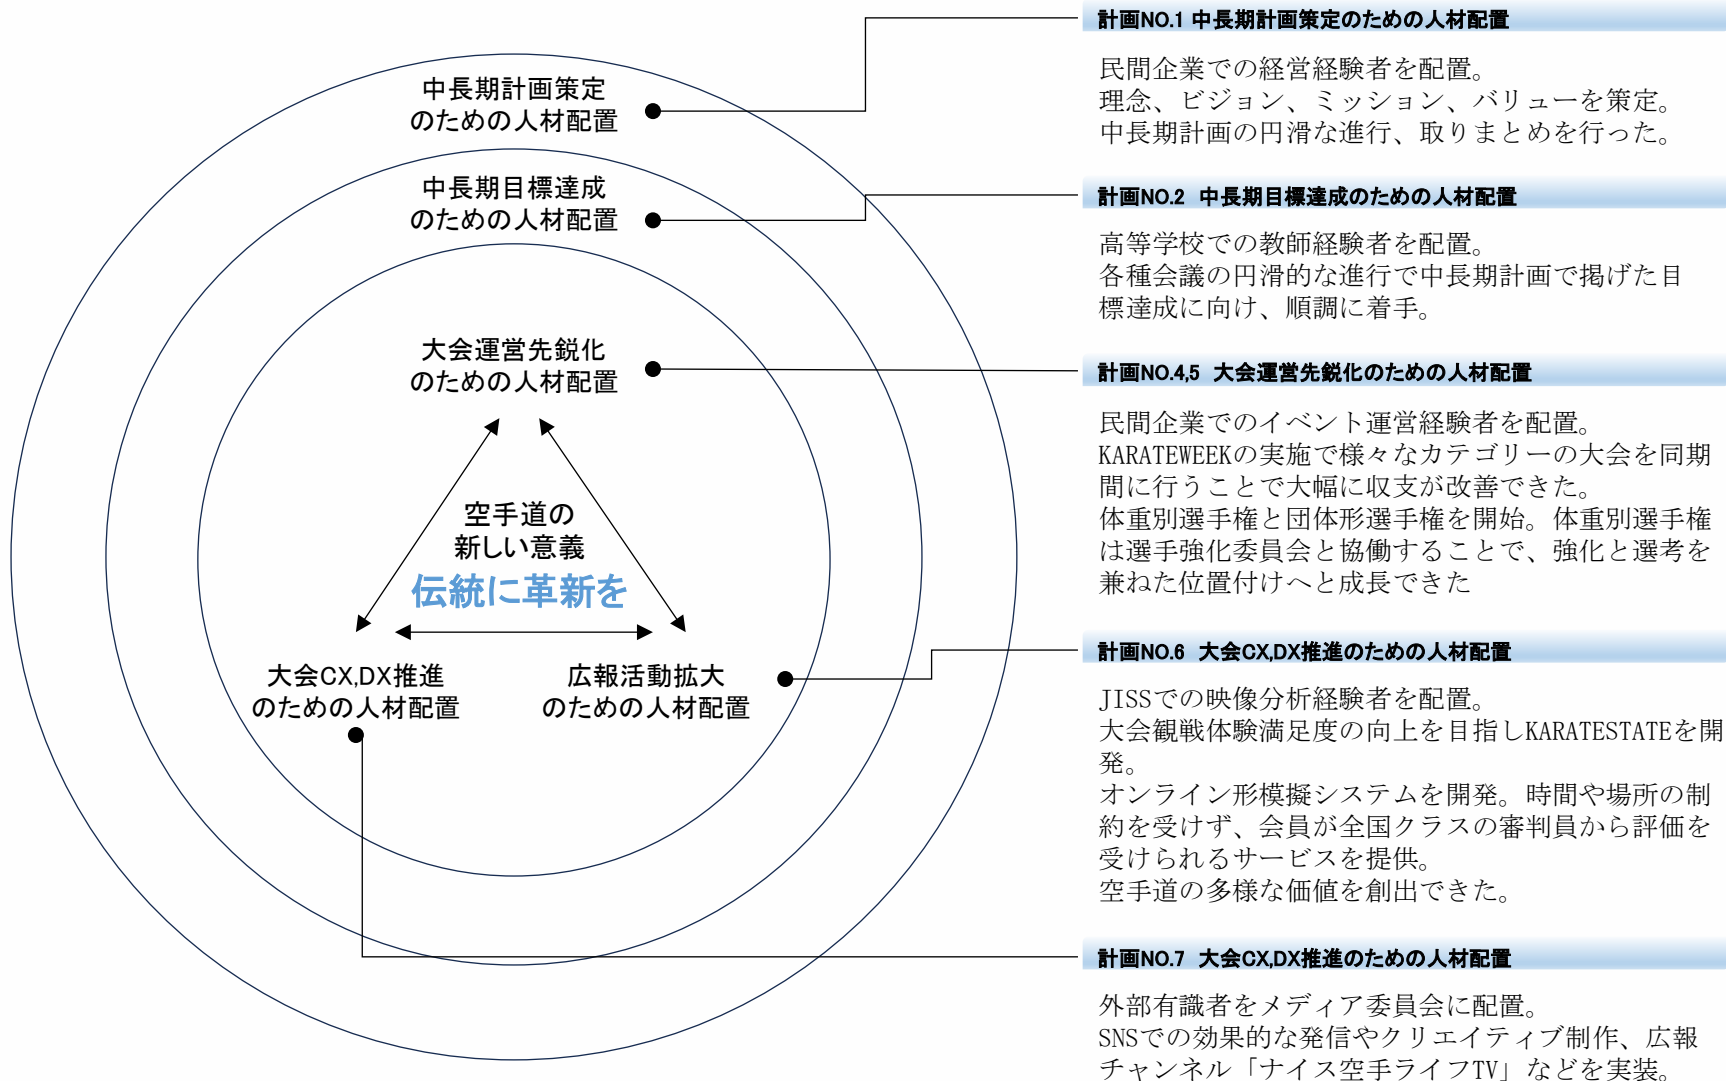 中長期計画策定
のための人材配置
中長期目標達成
のための人材配置
大会運営先鋭化
のための人材配置
空手道の
新しい意義
伝統に革新を
大会CX,DX推進
のための人材配置
広報活動拡大
のための人材配置
計画NO.1 中長期計画策定のための人材配置
民間企業での経営経験者を配置。
理念、ビジョン、ミッション、バリューを策定。
中長期計画の円滑な進行、取りまとめを行った。
計画NO.2 中長期目標達成のための人材配置
高等学校での教師経験者を配置。
各種会議の円滑的な進行で中長期計画で掲げた目
標達成に向け、順調に着手。
計画NO.4,5 大会運営先鋭化のための人材配置
民間企業でのイベント運営経験者を配置。
KARATEWEEKの実施で様々なカテゴリーの大会を同期
間に行うことで大幅に収支が改善できた。
体重別選手権と団体形選手権を開始。体重別選手権
は選手強化委員会と協働することで、強化と選考を
兼ねた位置付けへと成長できた
計画NO.6 大会CX,DX推進のための人材配置
JISSでの映像分析経験者を配置。
大会観戦体験満足度の向上を目指しKARATESTATEを開
発。
オンライン形模擬システムを開発。時間や場所の制
約を受けず、会員が全国クラスの審判員から評価を
受けられるサービスを提供。
空手道の多様な価値を創出できた。
計画NO.7 大会CX,DX推進のための人材配置
外部有識者をメディア委員会に配置。
SNSでの効果的な発信やクリエイティブ制作、広報
チャンネル「ナイス空手ライフTV」などを実装。